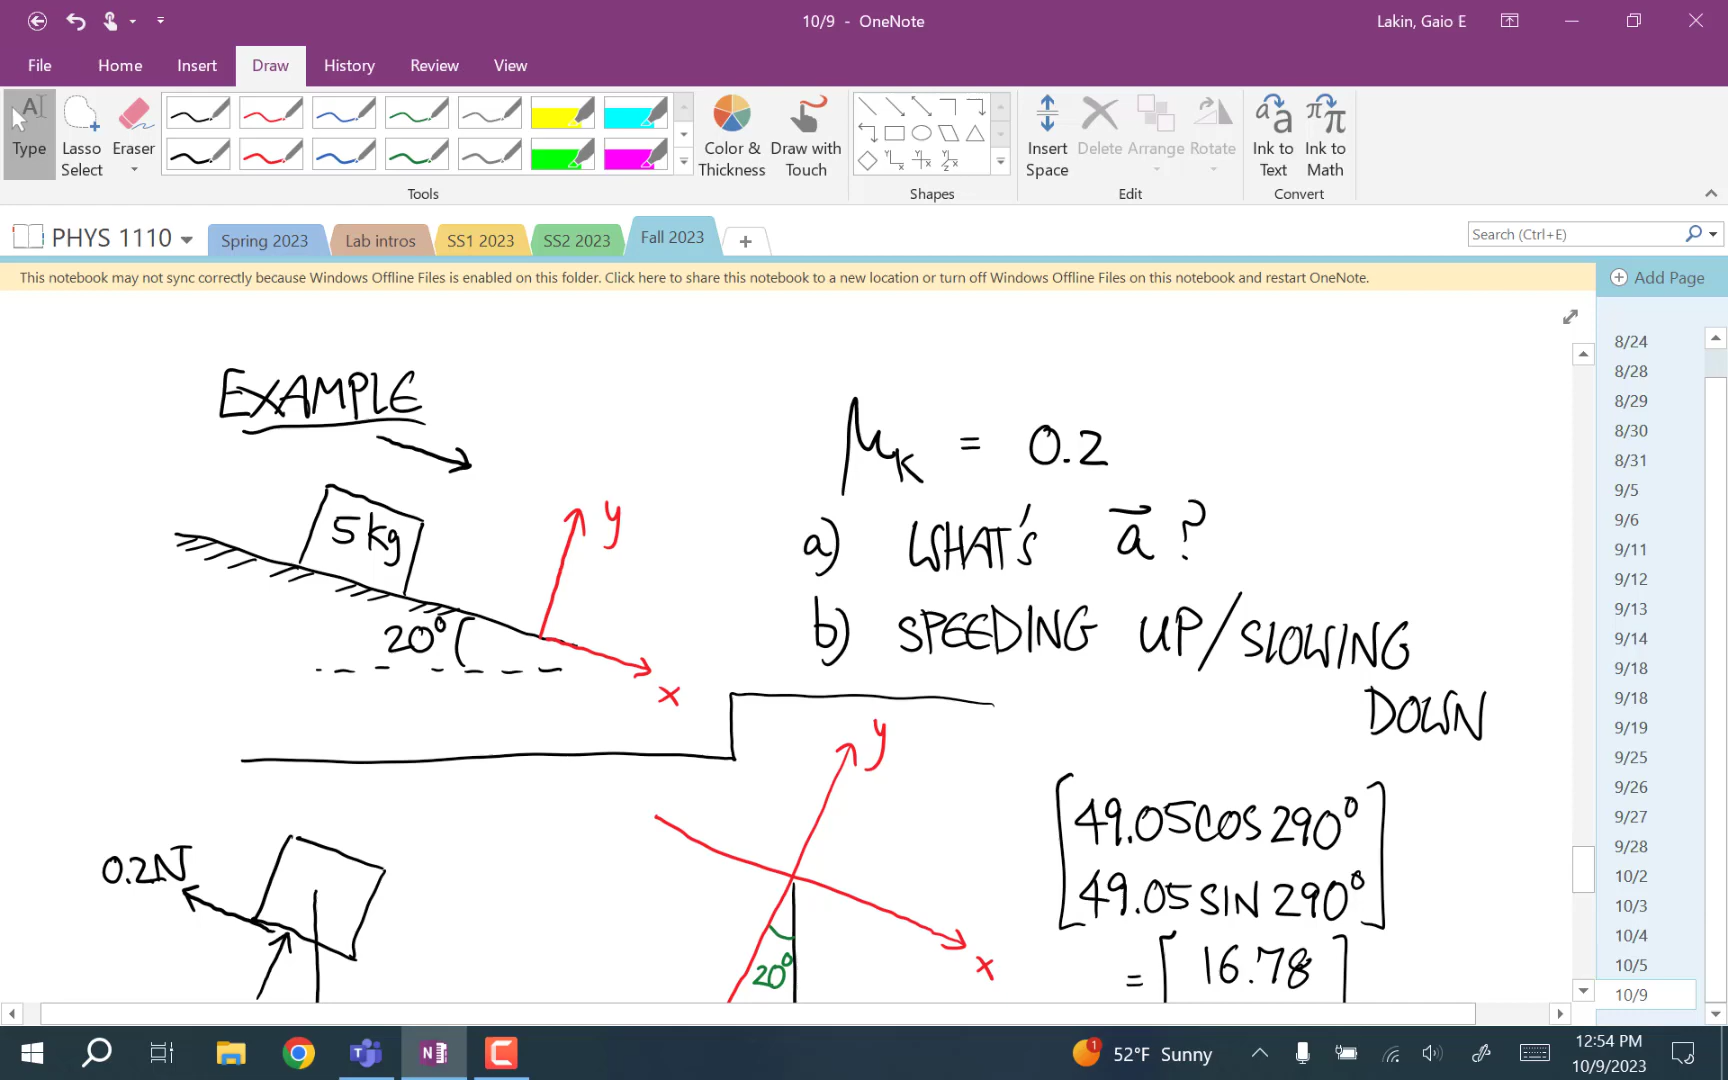 10/9 - OneNote
Lakin, Gaio E
File Home Insert Draw History Review View
Type
Lasso Select
Eraser
Color & Thickness
Draw with Touch
Insert Space
Delete
Arrange
Rotate
Ink to Text
Ink to Math
Tools
Shapes
Edit
Convert
PHYS 1110
Spring 2023
Lab intros
SS1 2023
SS2 2023
Fall 2023
Search (Ctrl+E)
This notebook may not sync correctly because Windows Offline Files is enabled on this folder. Click here to share this notebook to a new location or turn off Windows Offline Files on this notebook and restart OneNote.
Add Page
8/24
8/28
8/29
8/30
8/31
9/5
9/6
9/11
9/12
9/13
9/14
9/18
9/18
9/19
9/25
9/26
9/27
9/28
10/2
10/3
10/4
10/5
10/9
EXAMPLE
5 kg
20°
y
x
μK = 0.2
a) WHAT'S a⃗ ?
b) SPEEDING UP/SLOWING
DOWN
0.2N
y
x
20°
49.05 COS 290°
49.05 SIN 290°
= [ 16.78 ]
52°F Sunny
12:54 PM
10/9/2023